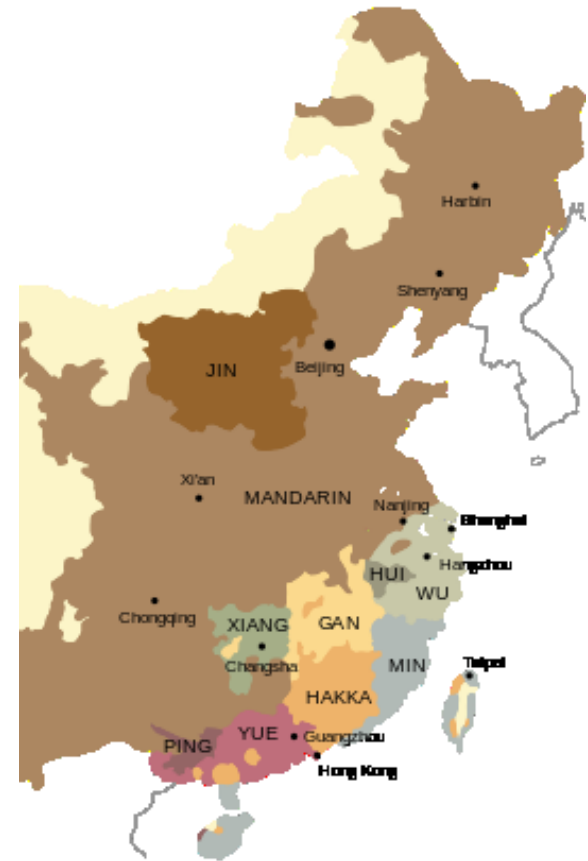 Harbin
Shenyang
JIN
Beijing
Xi'an
MANDARIN
Nanjing
Shanghai
HUI
Hangzhou
WU
Chongqing
XIANG
GAN
Changsha
MIN
Taipei
HAKKA
PING
YUE
Guangzhou
Hong Kong